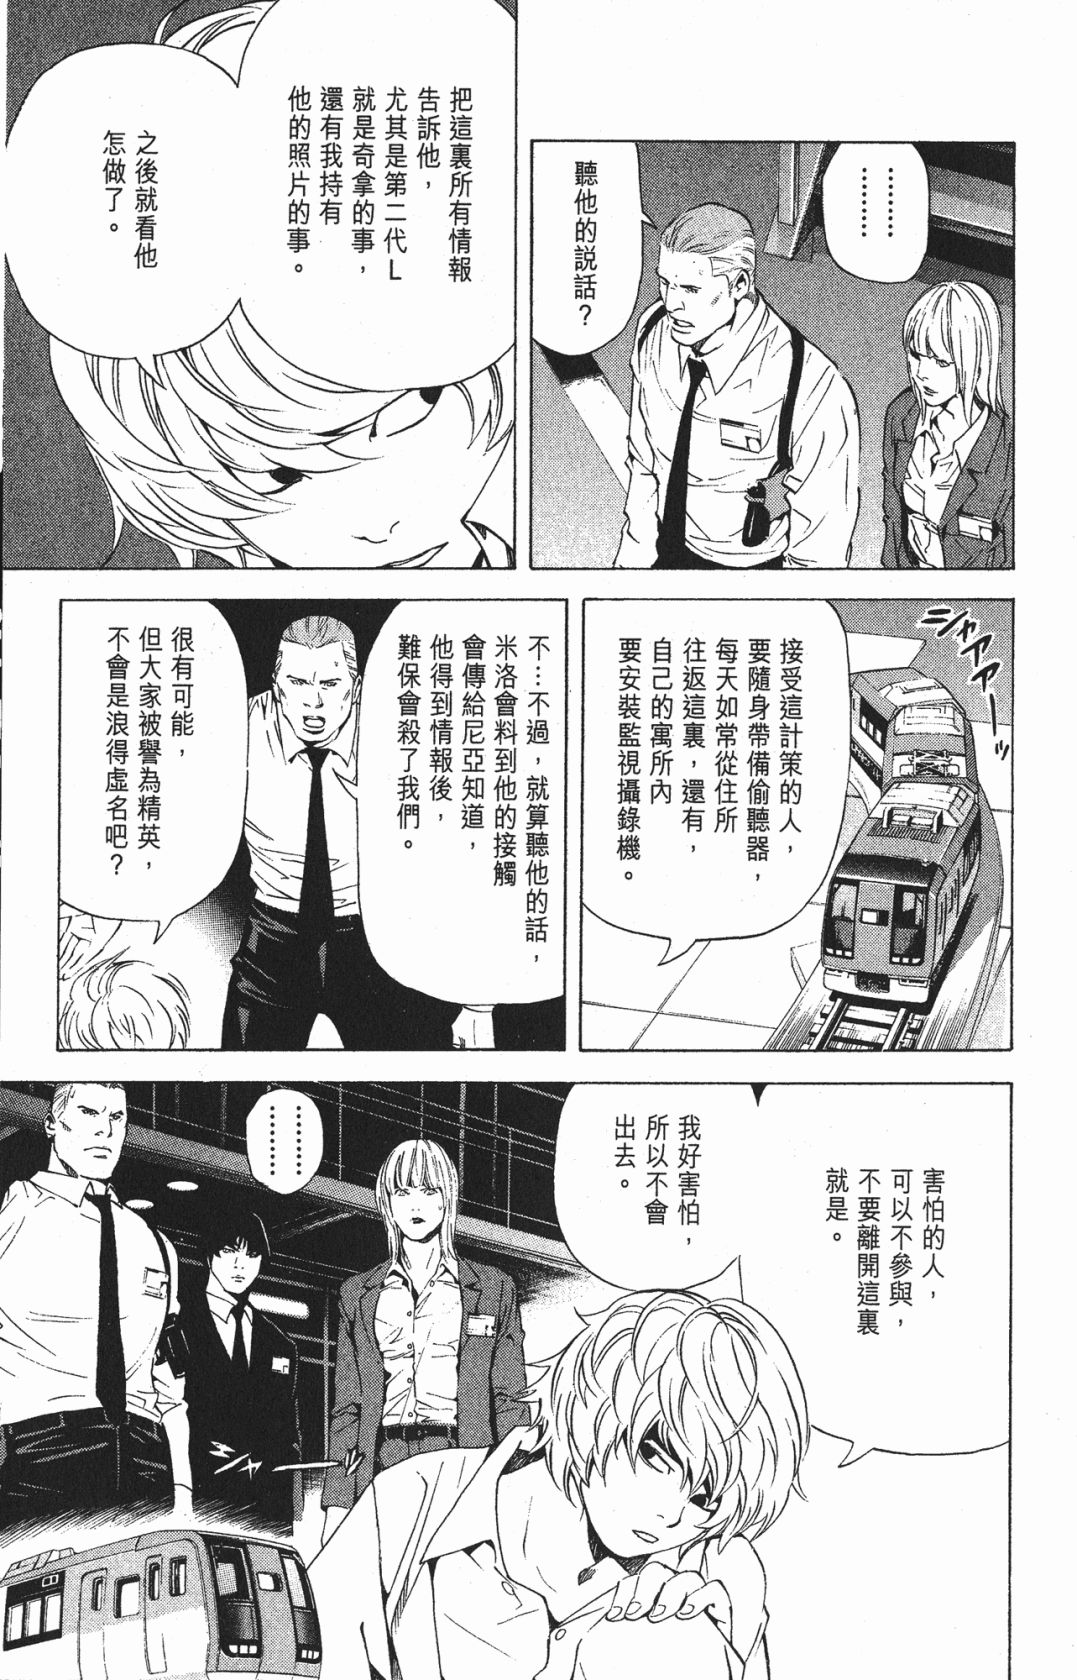 ………
………
聽他的説話？
把這裏所有情報
告訴他，
尤其是第二代L
就是奇拿的事，
還有我持有
他的照片的事。
之後就看他
怎做了。
シャアアーッ
接受這計策的人，
要隨身帶備偷聽器，
每天如常從住所
往返這裏，還有，
自己的寓所內
要安裝監視攝錄機。
不…不過，就算聽他的話，
米洛會料到他的接觸
會傳給尼亞知道，
他得到情報後，
難保會殺了我們。
很有可能，
但大家被譽為精英，
不會是浪得虛名吧？
害怕的人，
可以不參與，
不要離開這裏
就是。
我好害怕，
所以不會
出去。
………
………
シャーッ